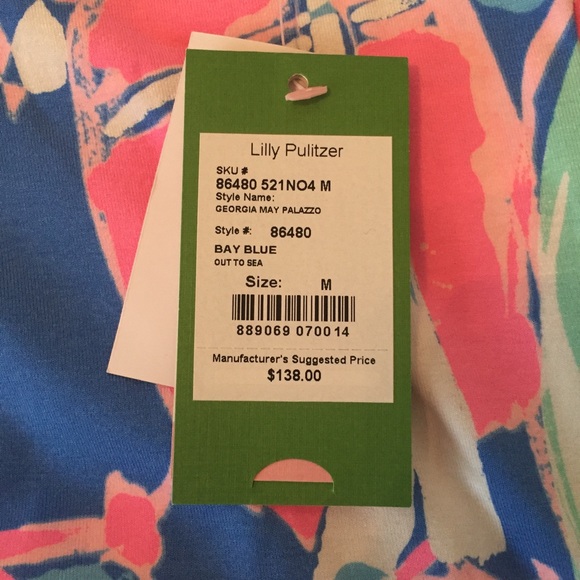 Lilly Pulitzer
SKU #
86480 521NO4 M
Style Name:
GEORGIA MAY PALAZZO
Style #: 86480
BAY BLUE
OUT TO SEA
Size: M
889069 070014
Manufacturer's Suggested Price
$138.00